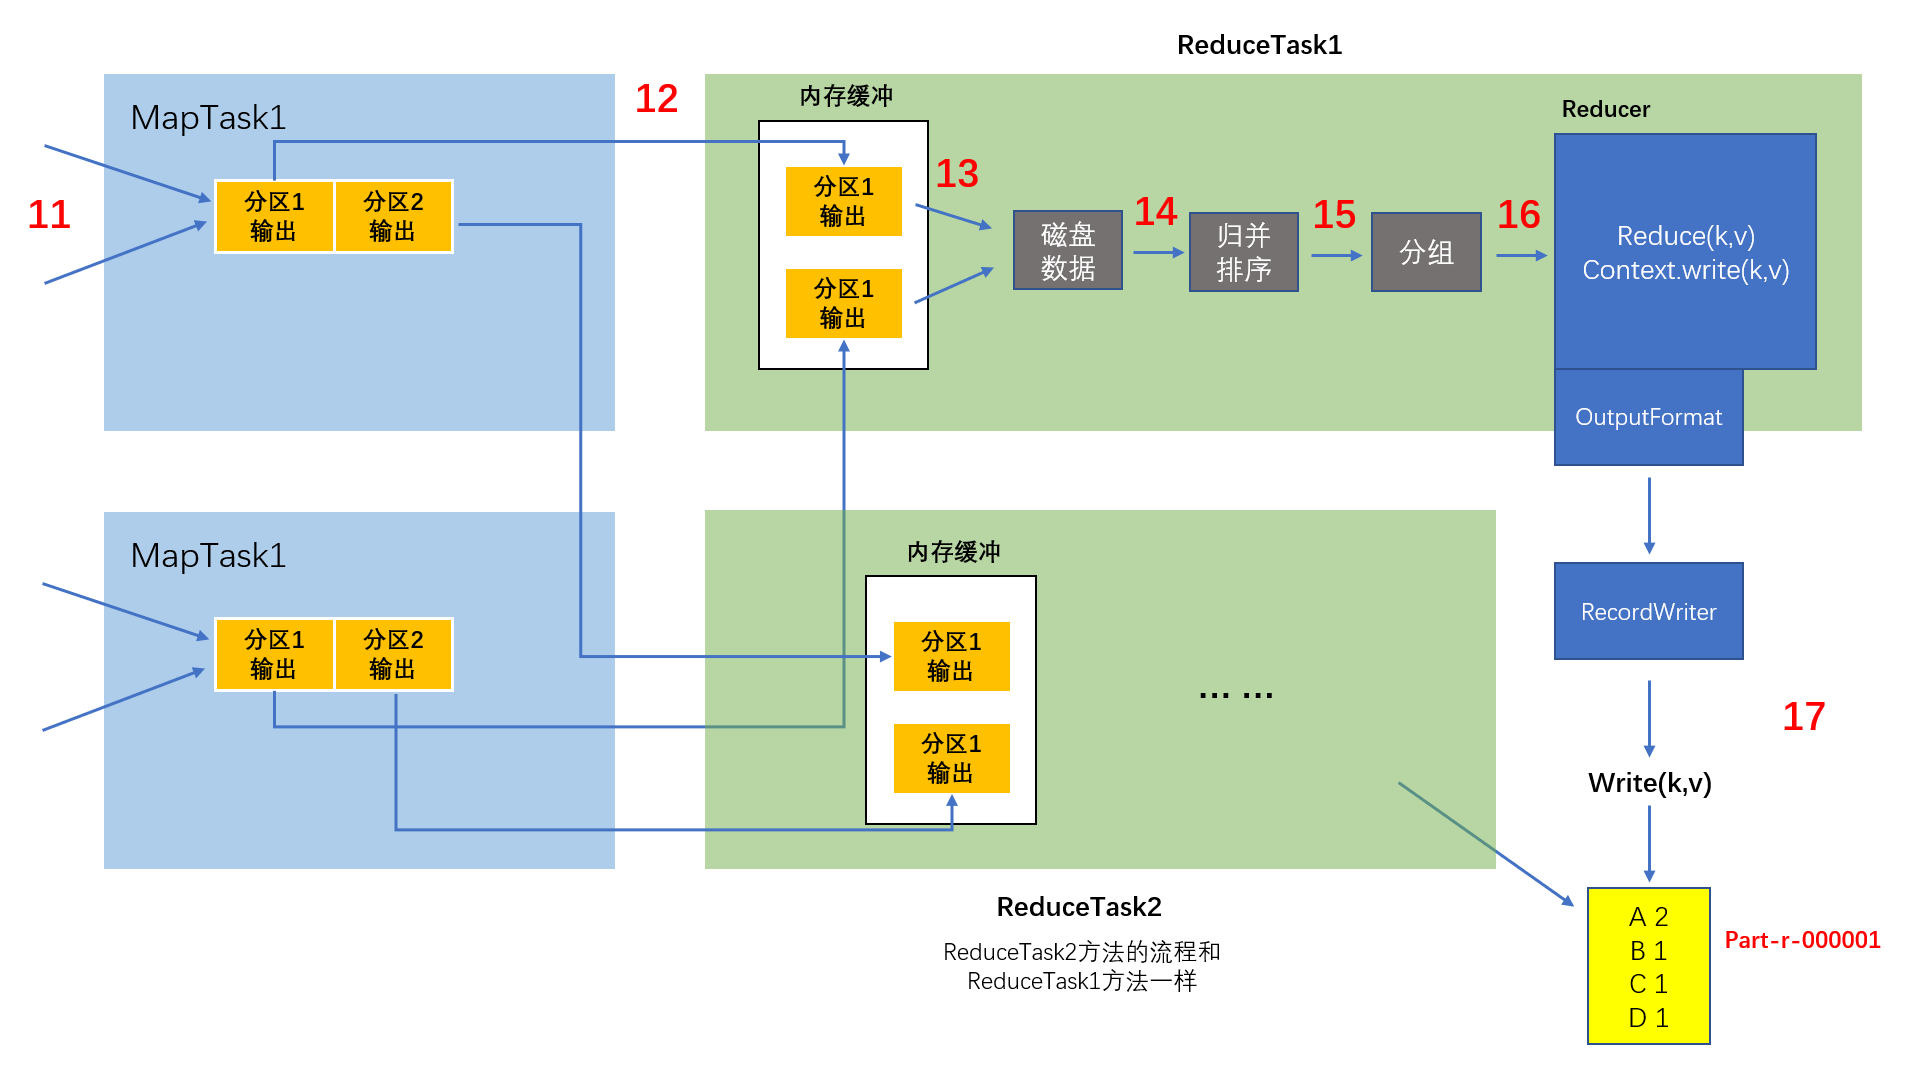 ReduceTask1
MapTask1
11
分区1
输出
分区2
输出
12
内存缓冲
分区1
输出
分区1
输出
13
磁盘
数据
14
归并
排序
15
分组
16
Reducer
Reduce(k,v)
Context.write(k,v)
OutputFormat
RecordWriter
17
Write(k,v)
A 2
B 1
C 1
D 1
Part-r-000001
MapTask1
分区1
输出
分区2
输出
内存缓冲
分区1
输出
分区1
输出
... ...
ReduceTask2
ReduceTask2方法的流程和
ReduceTask1方法一样